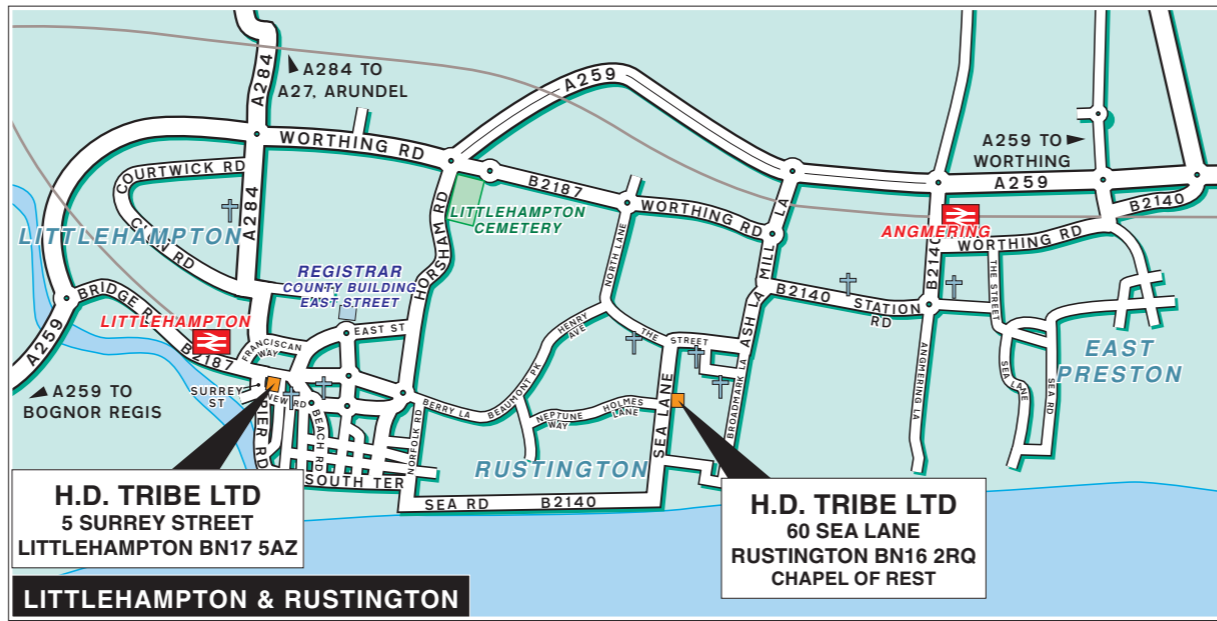 A284 TO
A27, ARUNDEL
A284
A259
A259 TO
WORTHING
WORTHING RD
COURTWICK RD
A284
B2187
WORTHING RD
MILL LA
A259
B2140
LITTLEHAMPTON
CEMETERY
ANGMERING
B2140
WORTHING RD
LITTLEHAMPTON
CLUN RD
HORSHAM RD
NORTH LANE
THE STREET
REGISTRAR
COUNTY BUILDING
EAST STREET
BRIDGE RD
LITTLEHAMPTON
B2187
A259
FRANCISCAN
WAY
EAST ST
HENRY
AVE
THE
STREET
ASH LA
B2140 STATION
RD
EAST
PRESTON
A259 TO
BOGNOR REGIS
SURREY
ST
NEW RD
PIER RD
BEACH RD
BERRY LA
BEAUMONT PK
NEPTUNE
WAY
HOLMES
LANE
SEA LANE
BROADMARK LA
ANGMERING LA
SEA LANE
SEA RD
NORFOLK RD
RUSTINGTON
SOUTH TER
SEA RD B2140
H.D. TRIBE LTD
5 SURREY STREET
LITTLEHAMPTON BN17 5AZ
H.D. TRIBE LTD
60 SEA LANE
RUSTINGTON BN16 2RQ
CHAPEL OF REST
LITTLEHAMPTON & RUSTINGTON